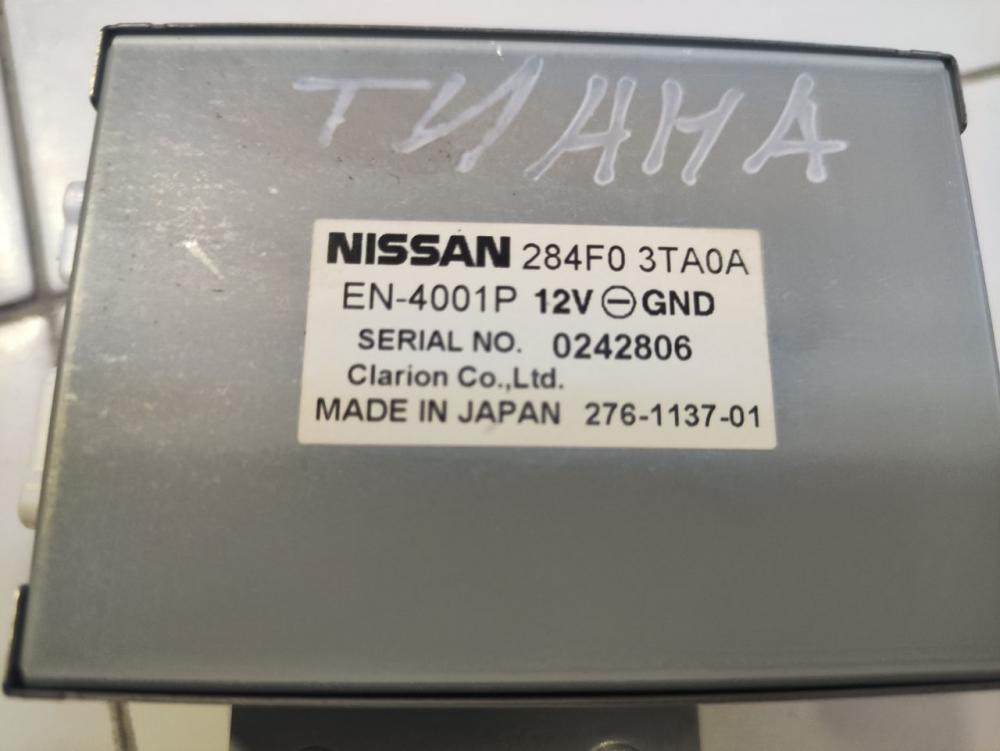 ТИАНА
NISSAN 284F0 3TA0A
EN-4001P 12V ⊖ GND
SERIAL NO. 0242806
Clarion Co.,Ltd.
MADE IN JAPAN 276-1137-01